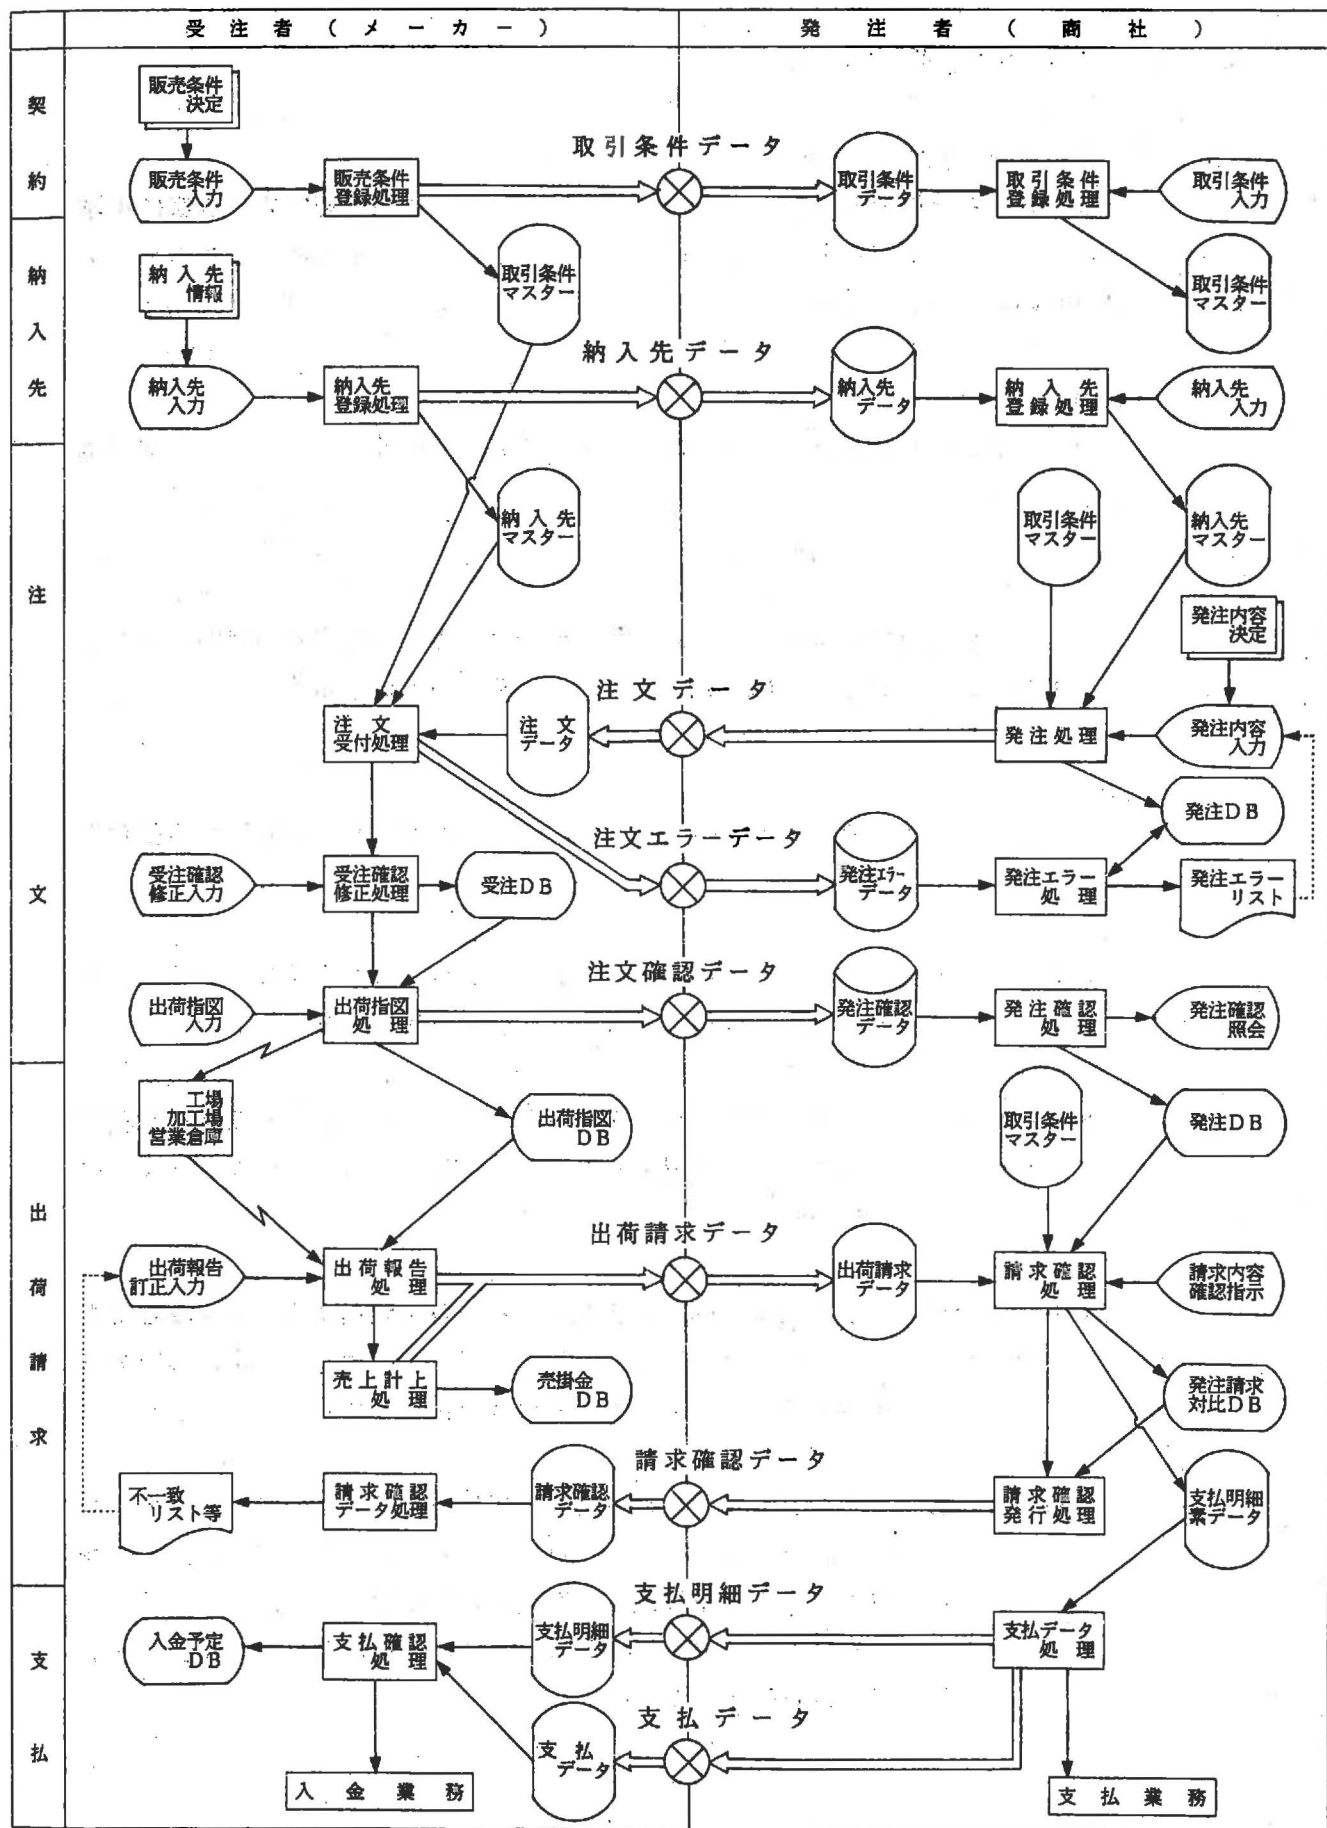 受注者（メーカー）
発注者（商社）
契約
販売条件
決定
取引条件データ
販売条件
入力
販売条件
登録処理
取引条件
データ
取引条件
登録処理
取引条件
入力
納入先
納入先
情報
取引条件
マスター
取引条件
マスター
納入先データ
納入先
入力
納入先
登録処理
納入先
データ
納入先
登録処理
納入先
入力
注文
納入先
マスター
取引条件
マスター
納入先
マスター
発注内容
決定
注文データ
注文
受付処理
注文
データ
発注処理
発注内容
入力
発注DB
注文エラーデータ
受注確認
修正入力
受注確認
修正処理
受注DB
発注エラー
データ
発注エラー
処理
発注エラー
リスト
注文確認データ
出荷指図
入力
出荷指図
処理
発注確認
データ
発注確認
処理
発注確認
照会
出荷請求
工場
加工場
営業倉庫
出荷指図
DB
取引条件
マスター
発注DB
出荷請求データ
出荷報告
訂正入力
出荷報告
処理
出荷請求
データ
請求確認
処理
請求内容
確認指示
売上計上
処理
売掛金
DB
発注請求
対比DB
請求確認データ
不一致
リスト等
請求確認
データ処理
請求確認
データ
請求確認
発行処理
支払明細
素データ
支払
支払明細データ
入金予定
DB
支払確認
処理
支払明細
データ
支払データ
処理
支払データ
支払
データ
入金業務
支払業務